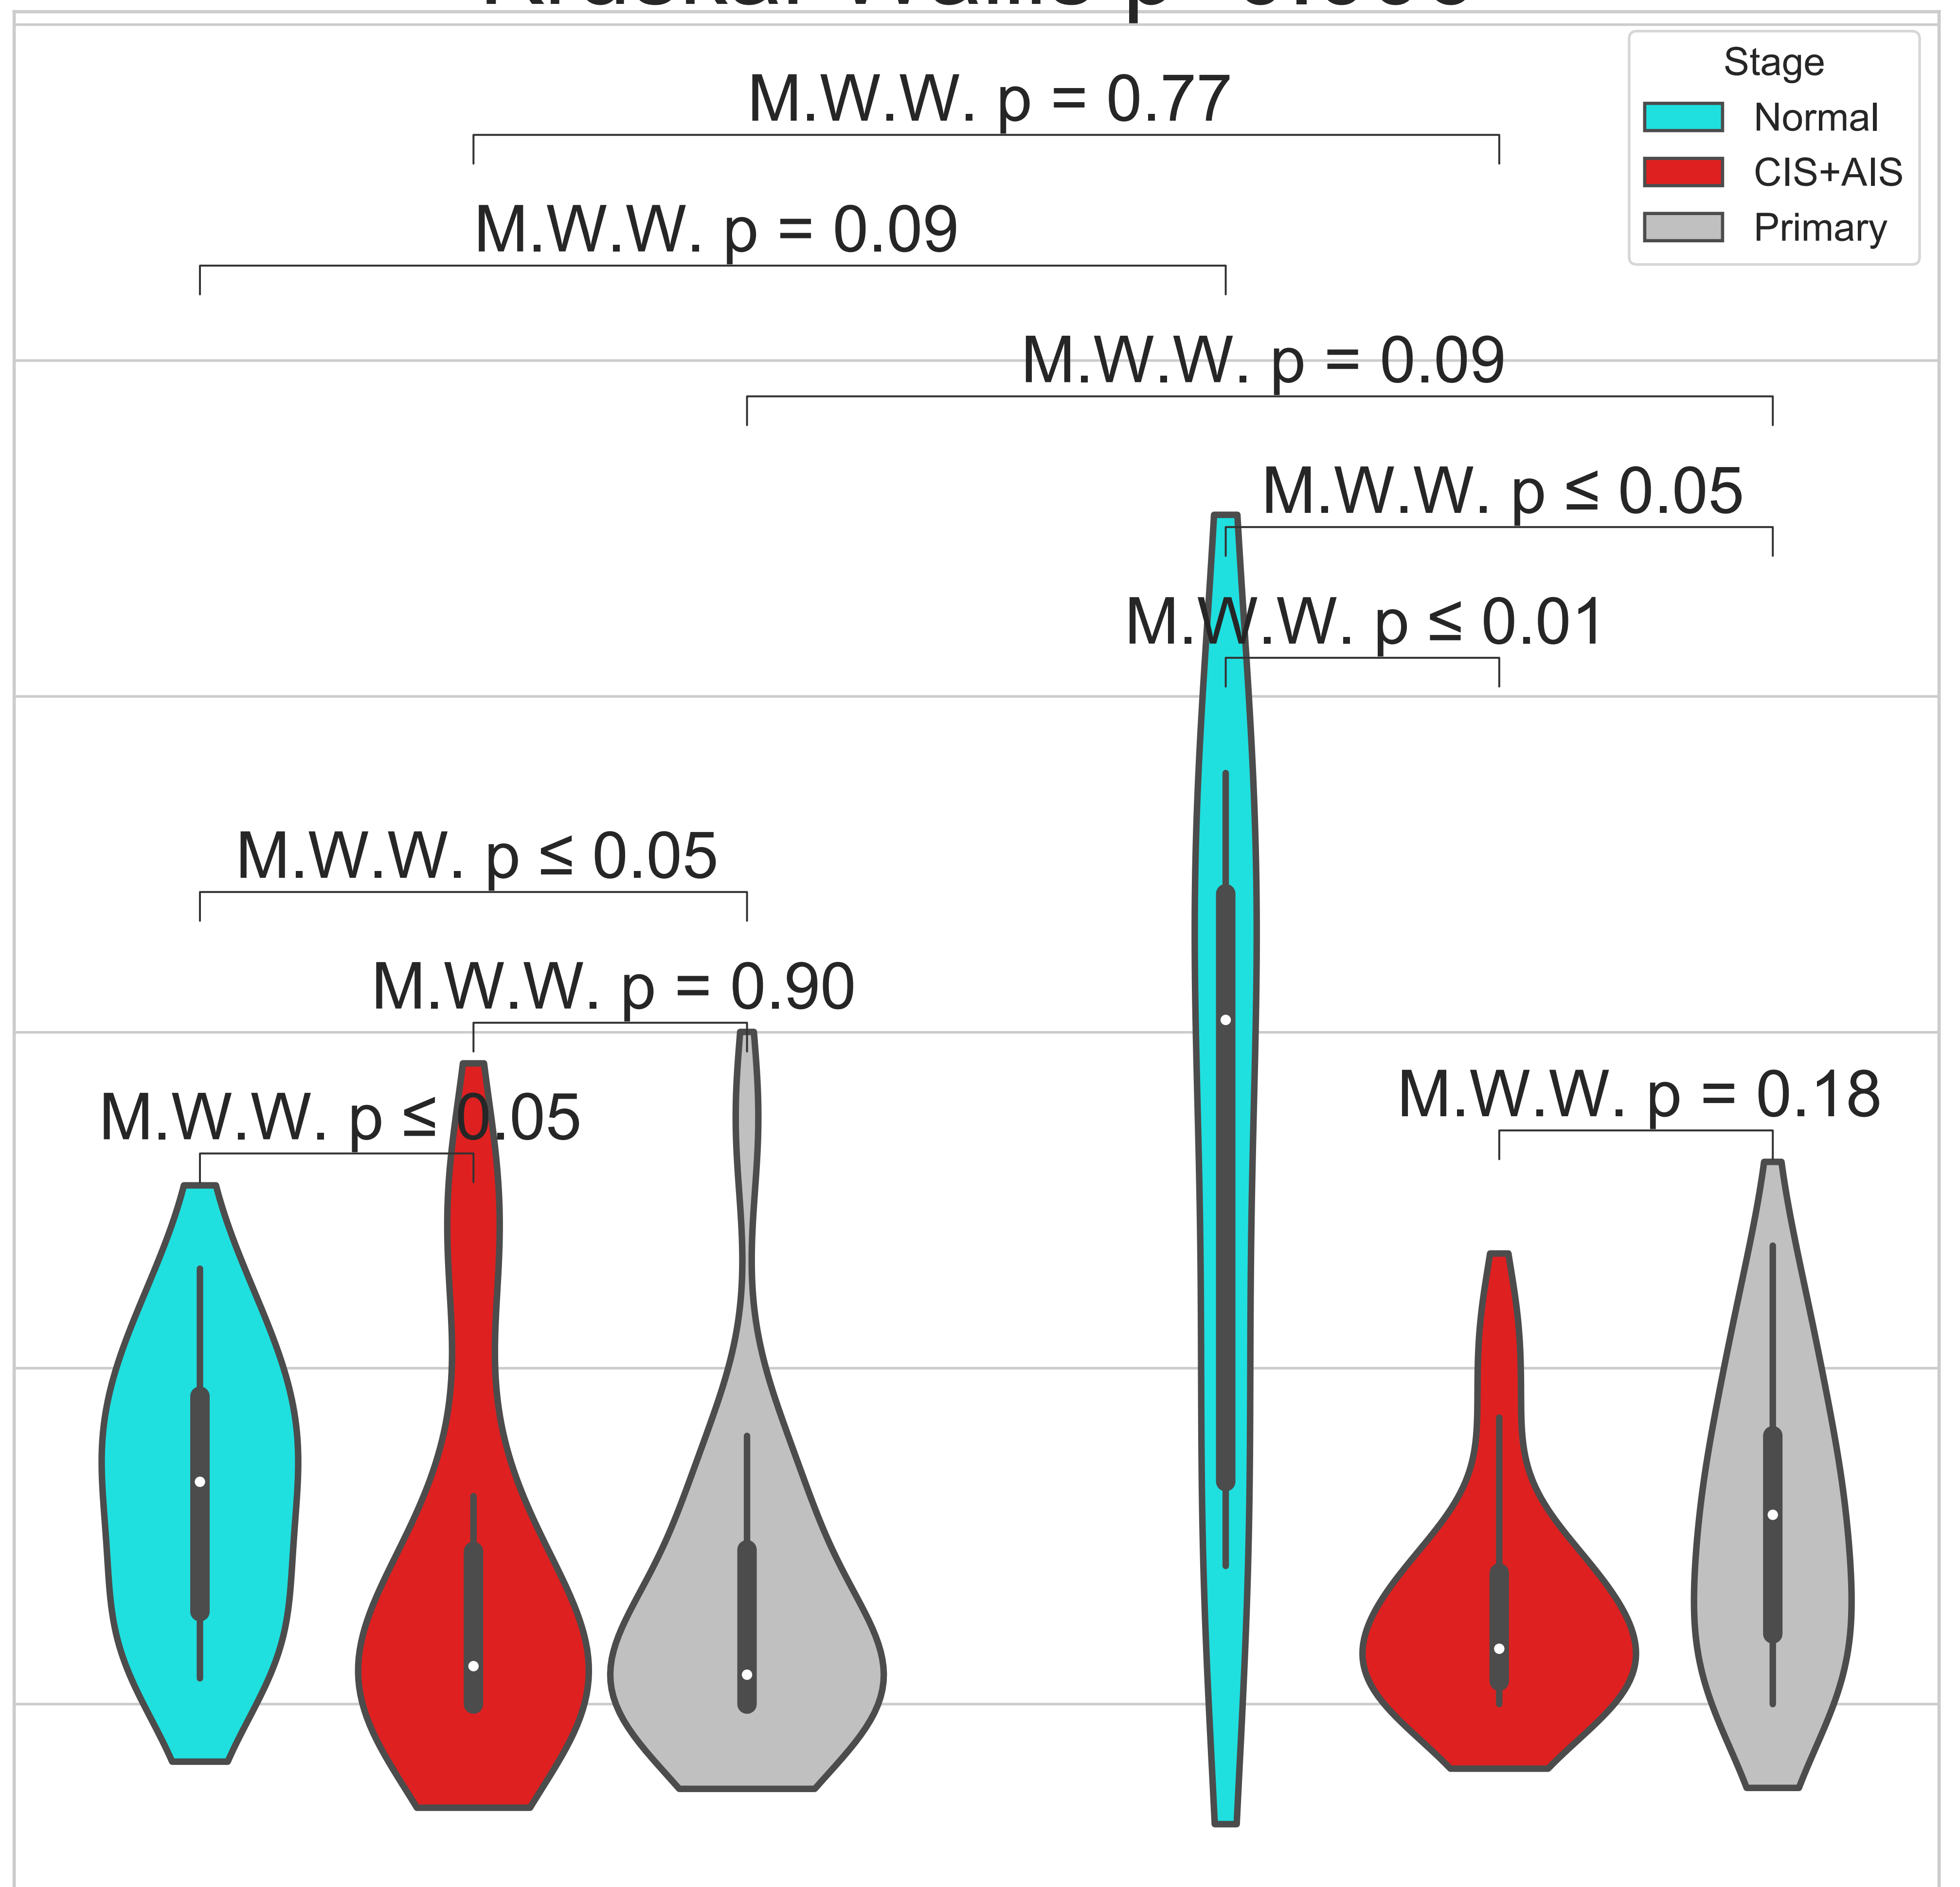 Stage
Normal
CIS+AIS
Primary
M.W.W. p = 0.77
M.W.W. p = 0.09
M.W.W. p = 0.09
M.W.W. p ≤ 0.05
M.W.W. p ≤ 0.01
M.W.W. p ≤ 0.05
M.W.W. p = 0.90
M.W.W. p = 0.18
M.W.W. p ≤ 0.05